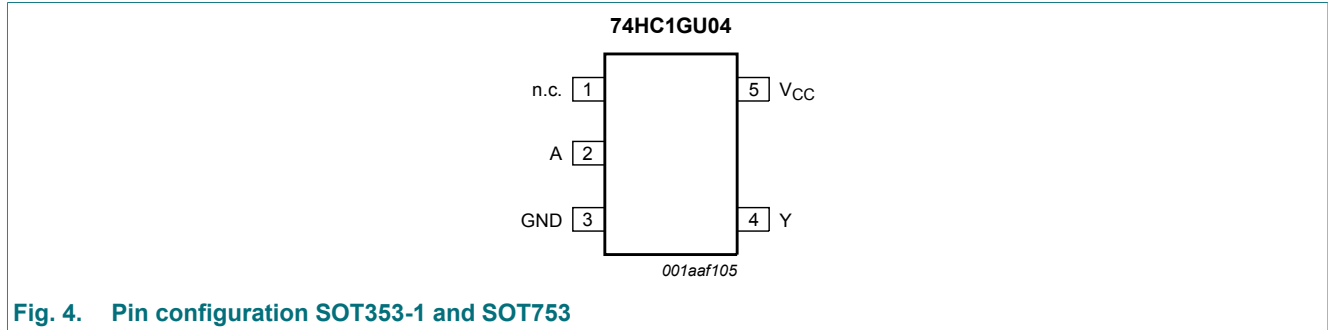 74HC1GU04
n.c. 1 5 VCC
A 2
GND 3 4 Y
001aaf105
Fig. 4. Pin configuration SOT353-1 and SOT753